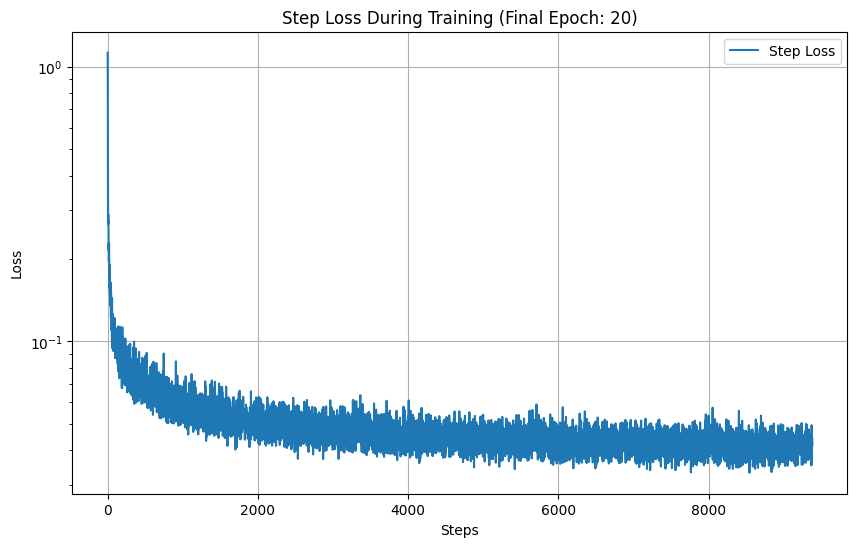 Step Loss During Training (Final Epoch: 20)
Step Loss
10⁰
10⁻¹
Loss
0 2000 4000 6000 8000
Steps